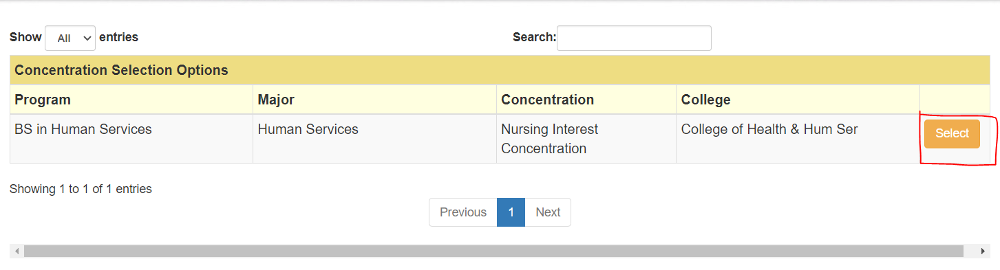 Show All entries Search:
Concentration Selection Options
Program Major Concentration College
BS in Human Services Human Services Nursing Interest College of Health & Hum Ser Select
Concentration
Showing 1 to 1 of 1 entries
Previous 1 Next